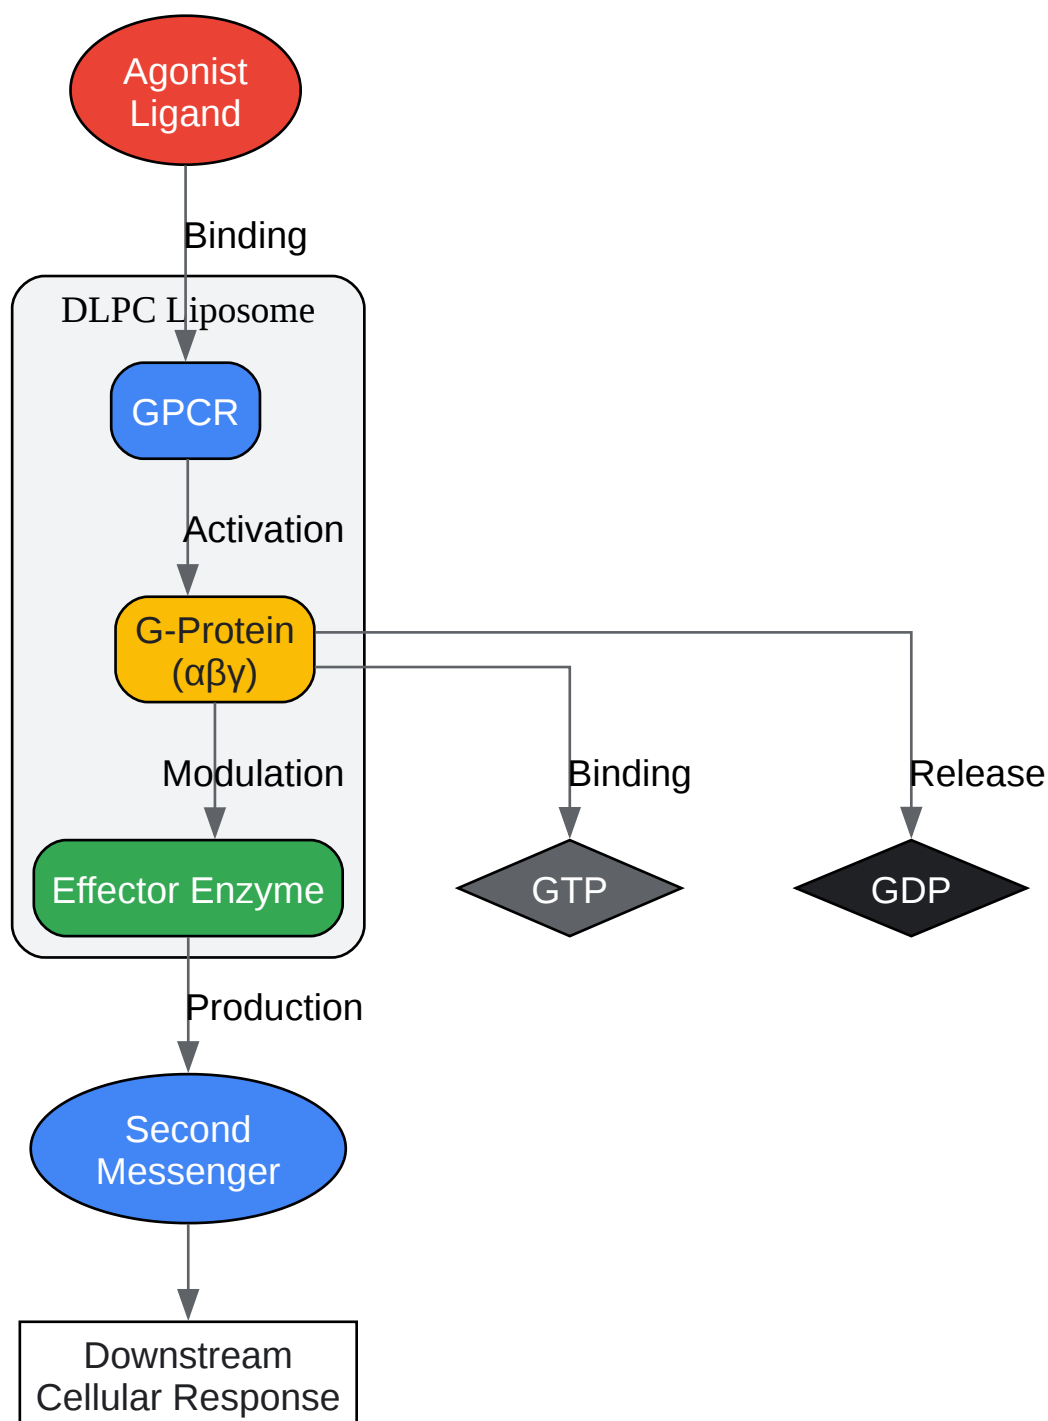 Agonist
Ligand
Binding
DLPC Liposome
GPCR
Activation
G-Protein
(αβγ)
Modulation
Binding
Release
Effector Enzyme
GTP
GDP
Production
Second
Messenger
Downstream
Cellular Response